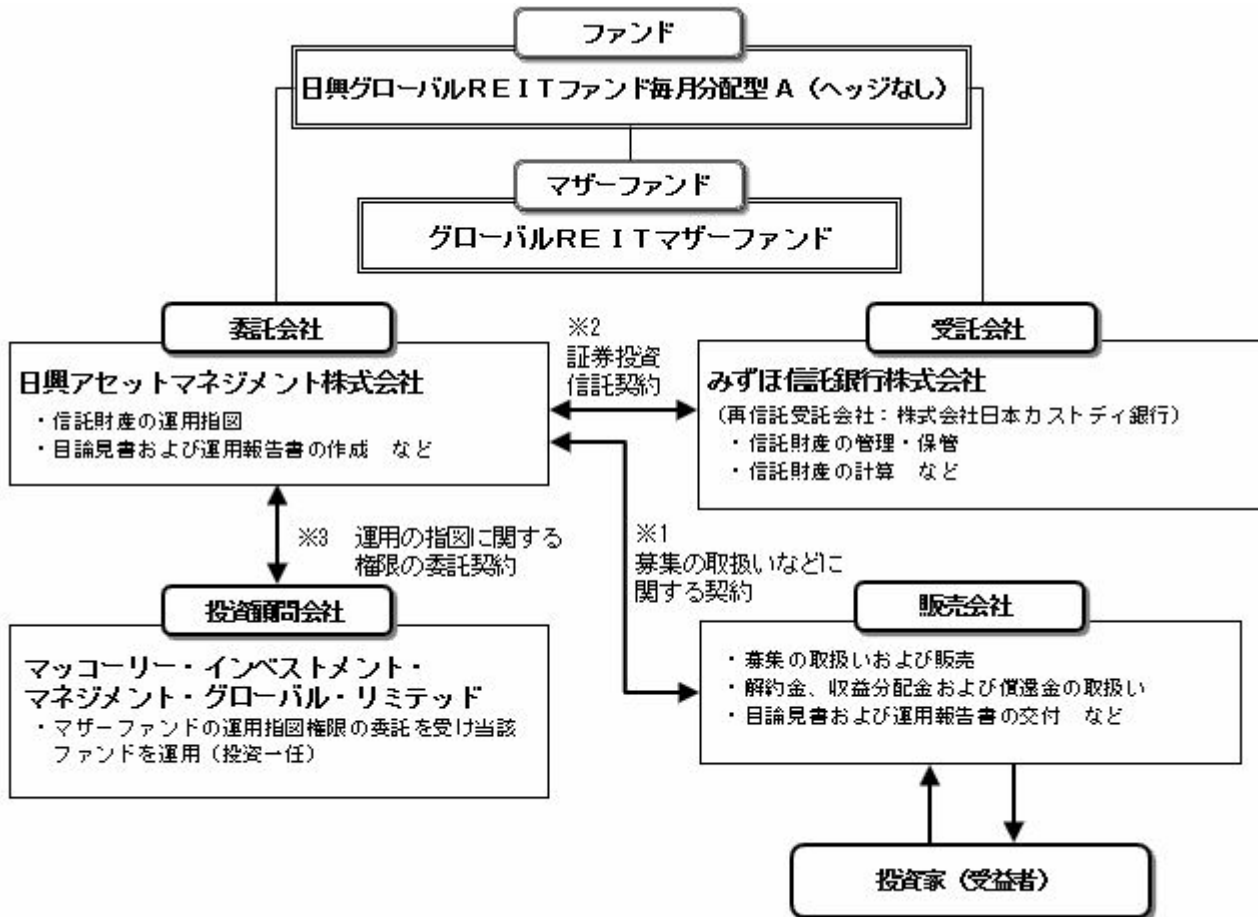 ファンド
日興グローバルREITファンド毎月分配型A（ヘッジなし）
マザーファンド
グローバルREITマザーファンド
委託会社
日興アセットマネジメント株式会社
・信託財産の運用指図
・目論見書および運用報告書の作成　など
※2
証券投資
信託契約
受託会社
みずほ信託銀行株式会社
（再信託受託会社：株式会社日本カストディ銀行）
・信託財産の管理・保管
・信託財産の計算　など
※3　運用の指図に関する
権限の委託契約
※1
募集の取扱いなどに
関する契約
投資顧問会社
マッコーリー・インベストメント・
マネジメント・グローバル・リミテッド
・マザーファンドの運用指図権限の委託を受け当該
ファンドを運用（投資一任）
販売会社
・募集の取扱いおよび販売
・解約金、収益分配金および償還金の取扱い
・目論見書および運用報告書の交付　など
投資家（受益者）